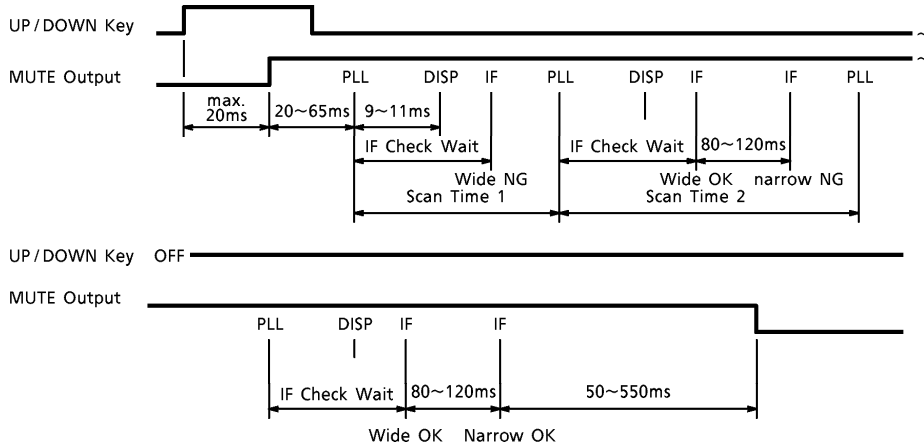 UP/DOWN Key
MUTE Output
PLL DISP IF PLL DISP IF IF PLL
max.
20ms 20~65ms 9~11ms
IF Check Wait IF Check Wait 80~120ms
Wide NG Wide OK narrow NG
Scan Time 1 Scan Time 2
UP/DOWN Key OFF
MUTE Output
PLL DISP IF IF
IF Check Wait 80~120ms 50~550ms
Wide OK Narrow OK